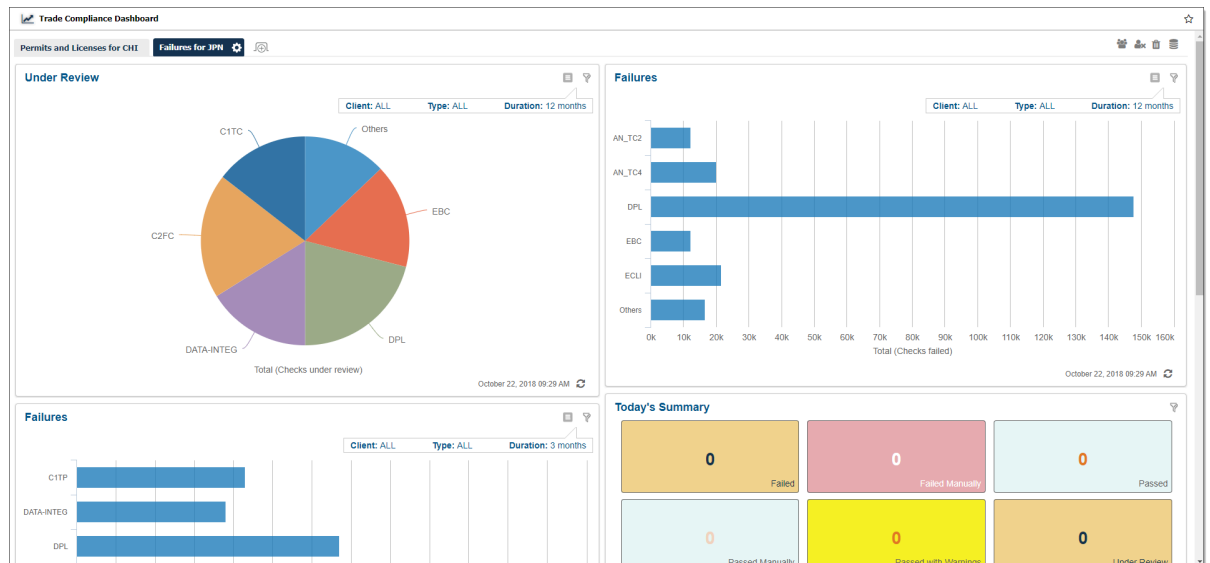 Trade Compliance Dashboard
Permits and Licenses for CHI
Failures for JPN
Under Review
Client: ALL Type: ALL Duration: 12 months
C1TC
Others
EBC
C2FC
DPL
DATA-INTEG
Total (Checks under review)
October 22, 2018 09:29 AM
Failures
Client: ALL Type: ALL Duration: 12 months
AN_TC2
AN_TC4
DPL
EBC
ECLI
Others
0k 10k 20k 30k 40k 50k 60k 70k 80k 90k 100k 110k 120k 130k 140k 150k 160k
Total (Checks failed)
October 22, 2018 09:29 AM
Failures
Client: ALL Type: ALL Duration: 3 months
C1TP
DATA-INTEG
DPL
Today's Summary
0
Failed
0
Failed Manually
0
Passed
0
Passed Manually
0
Passed with Warnings
0
Under Review